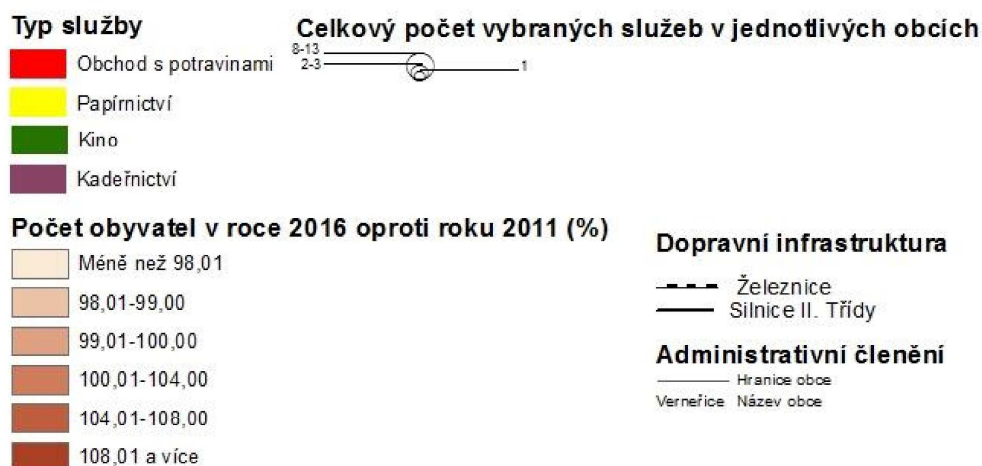 Typ služby
Celkový počet vybraných služeb v jednotlivých obcích
8-13
2-3
1
Obchod s potravinami
Papírnictví
Kino
Kadeřnictví
Počet obyvatel v roce 2016 oproti roku 2011 (%)
Méně než 98,01
98,01-99,00
99,01-100,00
100,01-104,00
104,01-108,00
108,01 a více
Dopravní infrastruktura
Železnice
Silnice II. Třídy
Administrativní členění
Hranice obce
Verneřice Název obce